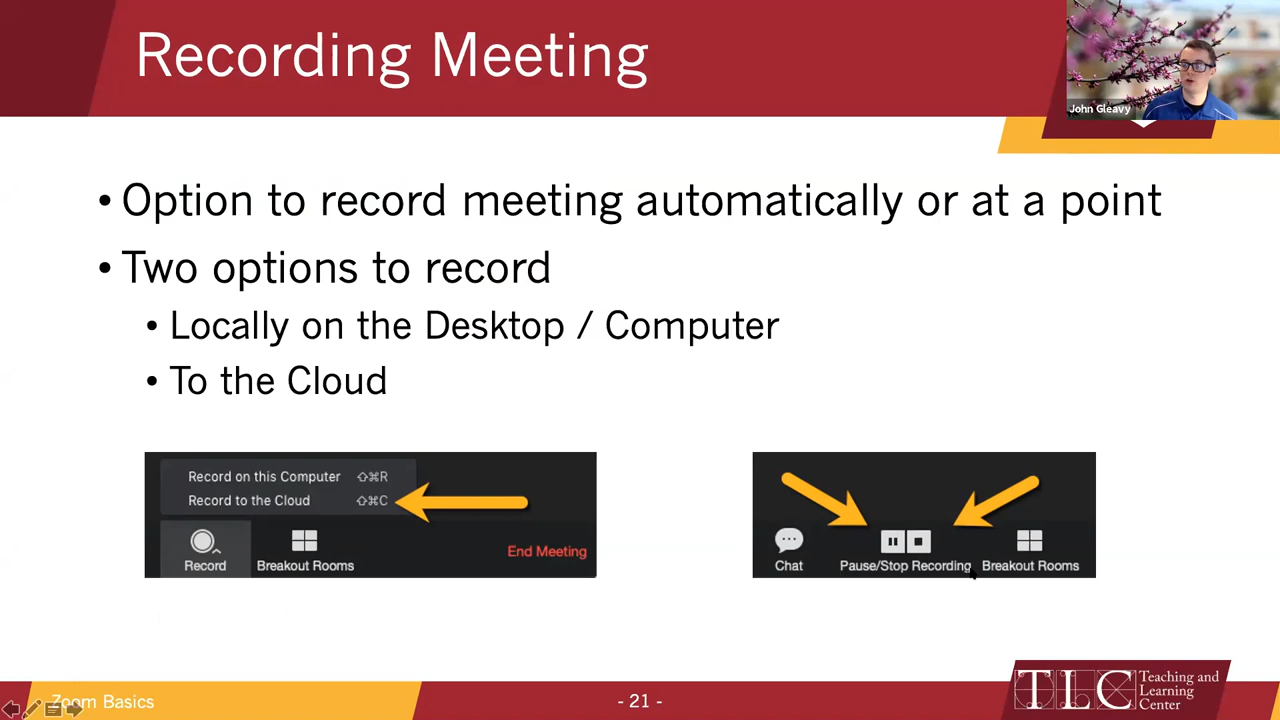 Recording Meeting
John Gleavy
• Option to record meeting automatically or at a point
• Two options to record
• Locally on the Desktop / Computer
• To the Cloud
Record on this Computer ⇧⌘R
Record to the Cloud ⇧⌘C
Record
Breakout Rooms
End Meeting
Chat
Pause/Stop Recording
Breakout Rooms
Zoom Basics
- 21 -
TLC
Teaching and
Learning
Center